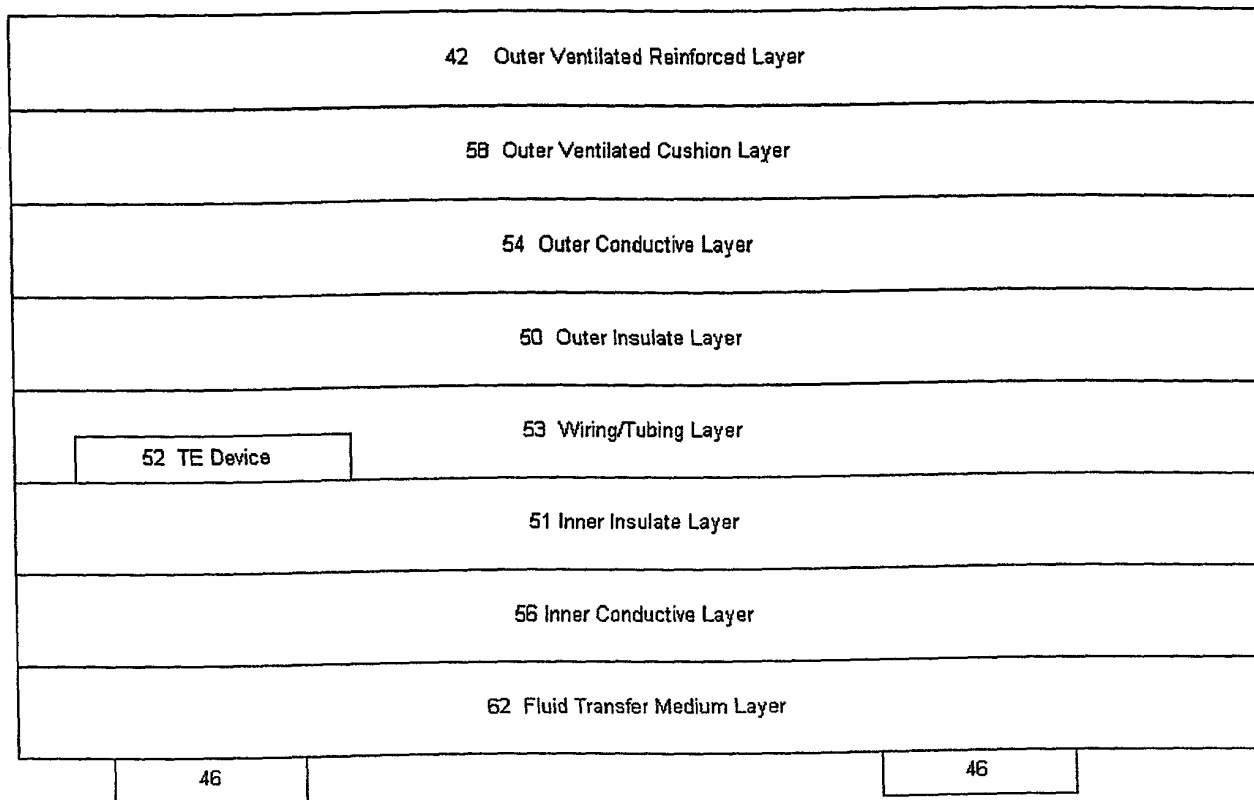 42 Outer Ventilated Reinforced Layer
58 Outer Ventilated Cushion Layer
54 Outer Conductive Layer
50 Outer Insulate Layer
53 Wiring/Tubing Layer
52 TE Device
51 Inner Insulate Layer
56 Inner Conductive Layer
62 Fluid Transfer Medium Layer
46
46